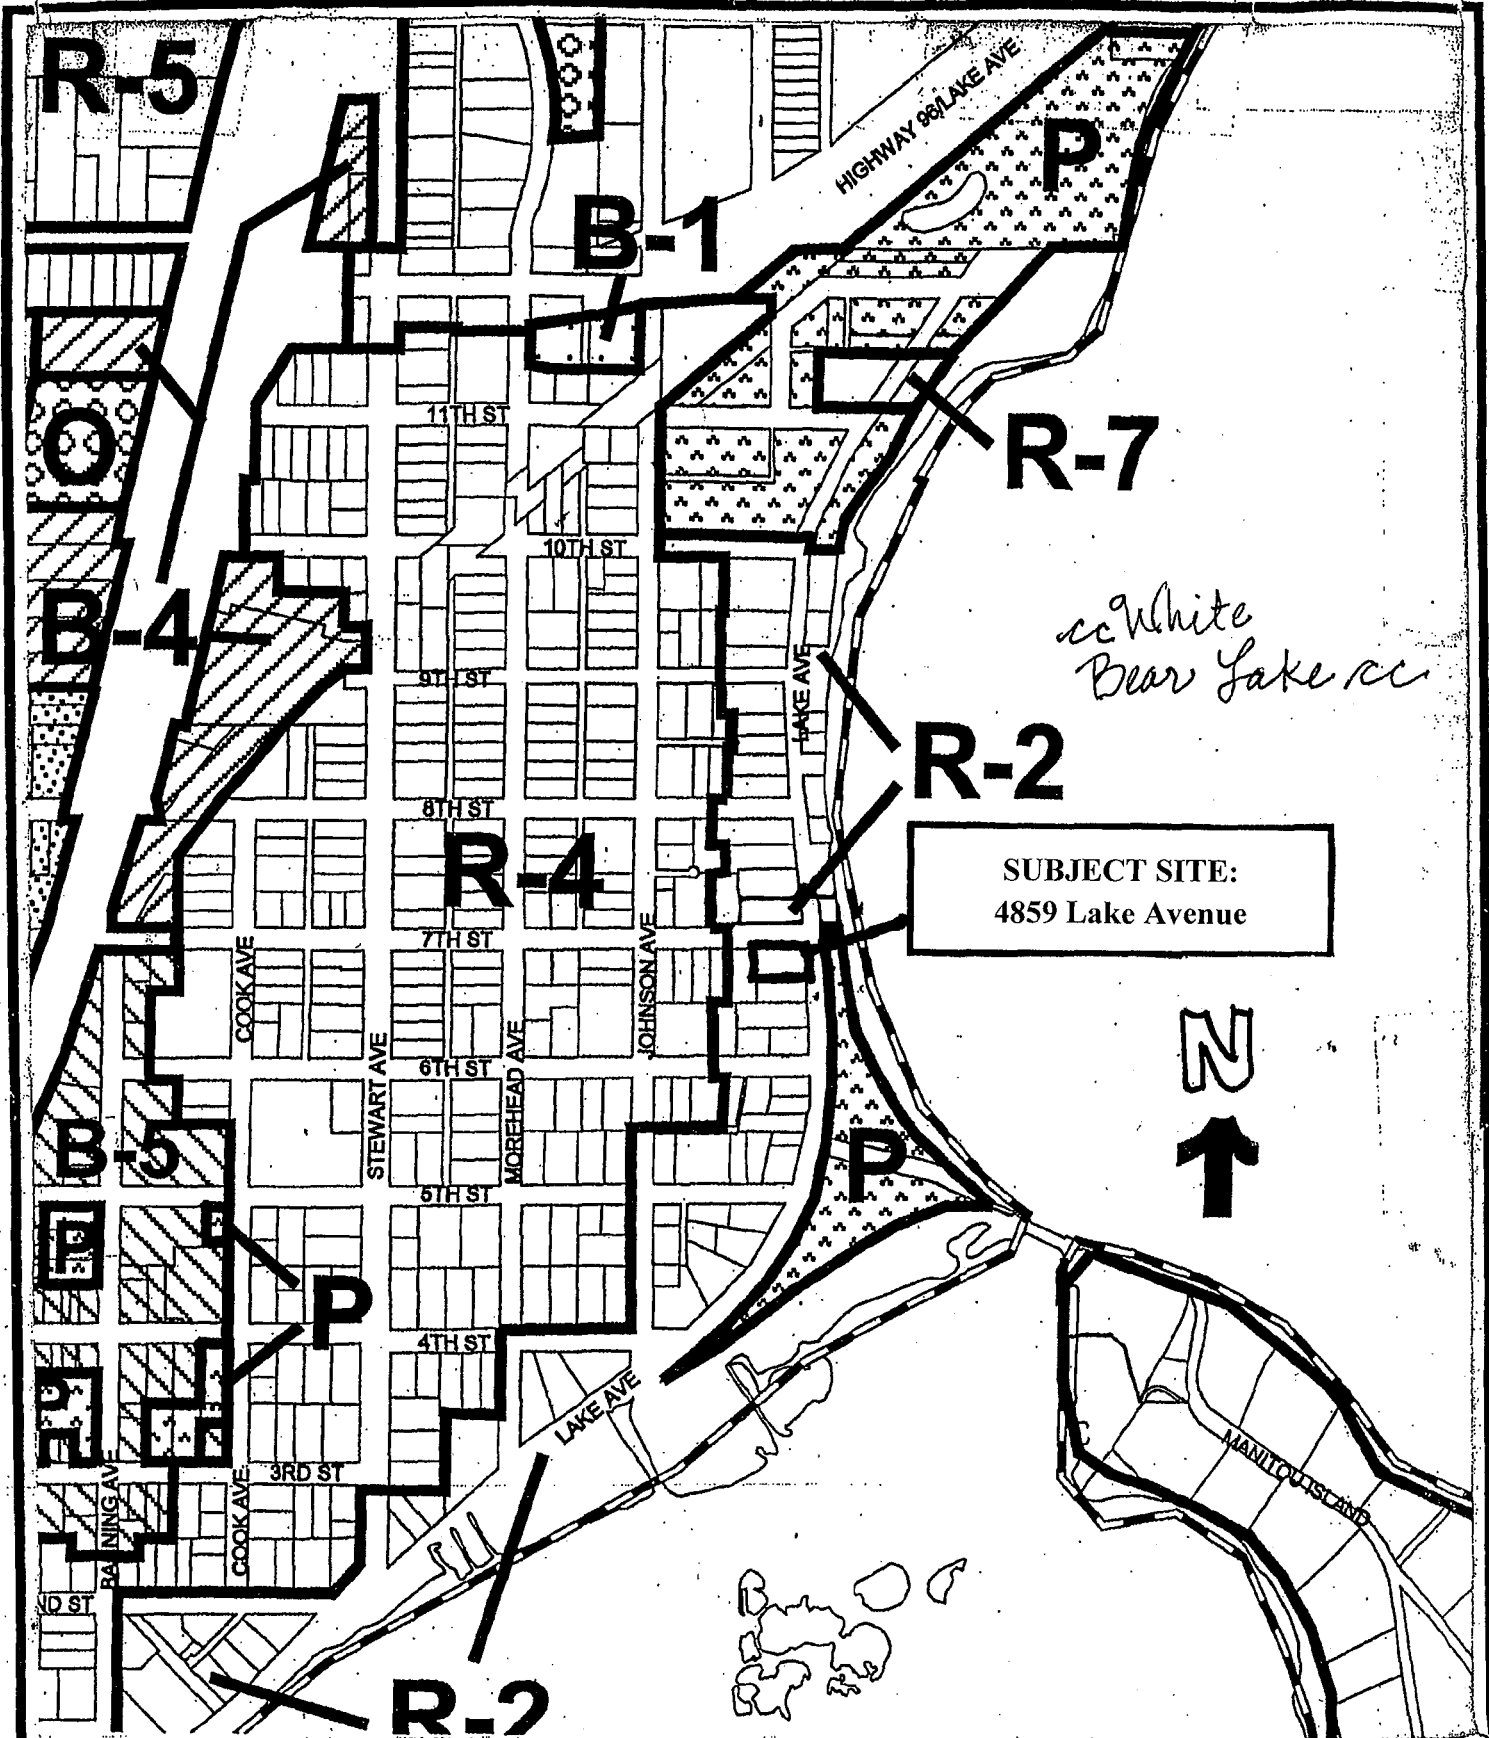 R-5
HIGHWAY 96/LAKE AVE
P
B-1
11TH ST
O
R-7
10TH ST
B-4
White
Bear Lake
9TH ST
LAKE AVE
R-2
8TH ST
R-4
SUBJECT SITE:
4859 Lake Avenue
7TH ST
COOK AVE
JOHNSON AVE
N
6TH ST
STEWART AVE
MOREHEAD AVE
B-5
P
5TH ST
P
P
4TH ST
P
LAKE AVE
3RD ST
MANITOU ISLAND
BANNING AVE
COOK AVE
ND ST
R-2